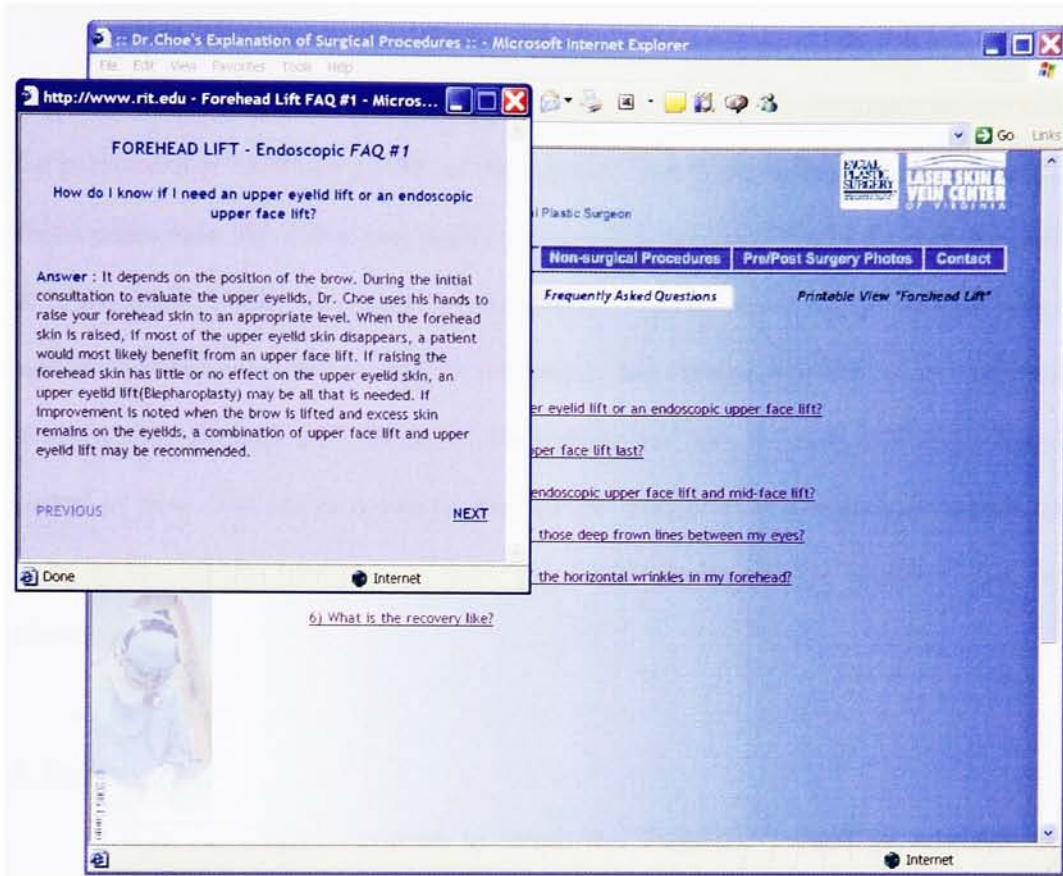 :: Dr.Choe's Explanation of Surgical Procedures :: - Microsoft Internet Explorer
File Edit View Favorites Tools Help
http://www.rit.edu - Forehead Lift FAQ #1 - Micros...
Go Links
FOREHEAD LIFT - Endoscopic FAQ #1
How do I know if I need an upper eyelid lift or an endoscopic
upper face lift?
Answer : It depends on the position of the brow. During the initial
consultation to evaluate the upper eyelids, Dr. Choe uses his hands to
raise your forehead skin to an appropriate level. When the forehead
skin is raised, if most of the upper eyelid skin disappears, a patient
would most likely benefit from an upper face lift. If raising the
forehead skin has little or no effect on the upper eyelid skin, an
upper eyelid lift(Blepharoplasty) may be all that is needed. If
improvement is noted when the brow is lifted and excess skin
remains on the eyelids, a combination of upper face lift and upper
eyelid lift may be recommended.
PREVIOUS NEXT
Done Internet
FACIAL
PLASTIC
SURGERY
LASER SKIN &
VEIN CENTER
OF VIRGINIA
l Plastic Surgeon
Non-surgical Procedures Pre/Post Surgery Photos Contact
Frequently Asked Questions Printable View "Forehead Lift"
er eyelid lift or an endoscopic upper face lift?
pper face lift last?
endoscopic upper face lift and mid-face lift?
those deep frown lines between my eyes?
the horizontal wrinkles in my forehead?
6) What is the recovery like?
Internet